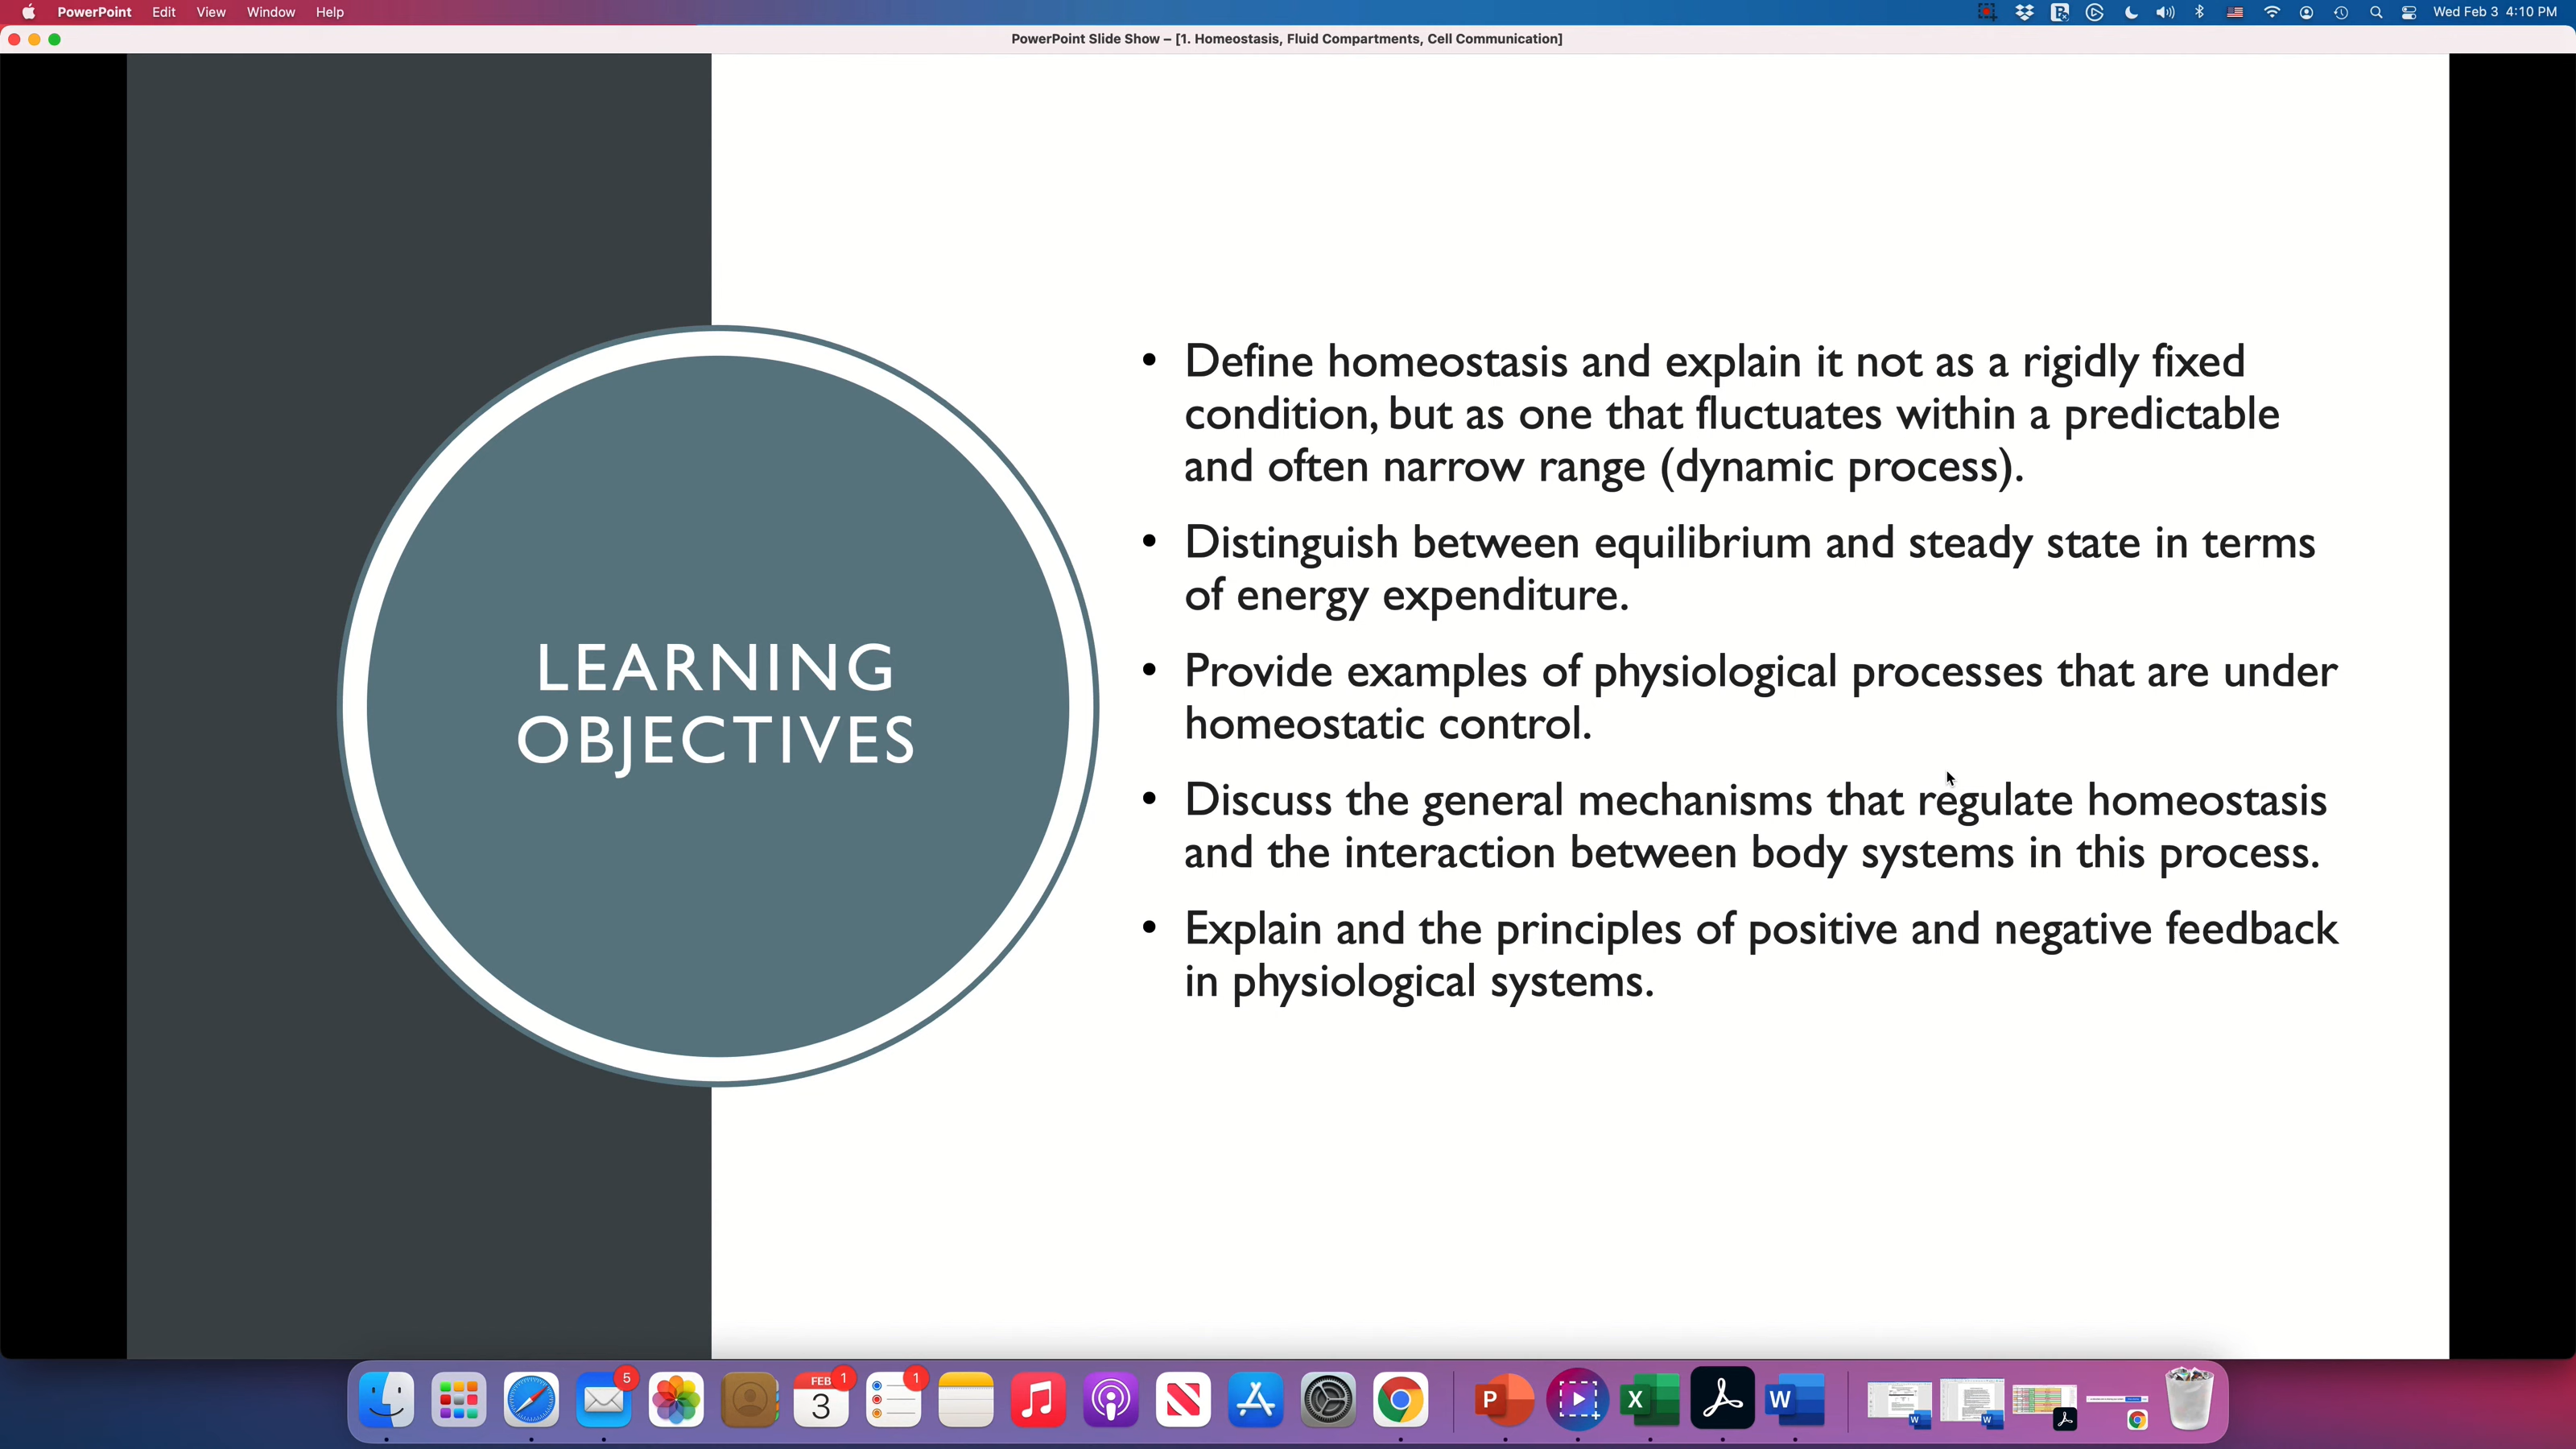 PowerPoint Edit View Window Help
Wed Feb 3 4:10 PM
PowerPoint Slide Show – [1. Homeostasis, Fluid Compartments, Cell Communication]
LEARNING
OBJECTIVES
• Define homeostasis and explain it not as a rigidly fixed
condition, but as one that fluctuates within a predictable
and often narrow range (dynamic process).
• Distinguish between equilibrium and steady state in terms
of energy expenditure.
• Provide examples of physiological processes that are under
homeostatic control.
• Discuss the general mechanisms that regulate homeostasis
and the interaction between body systems in this process.
• Explain and the principles of positive and negative feedback
in physiological systems.
5
FEB
3
1
1
P
X
W
W
W